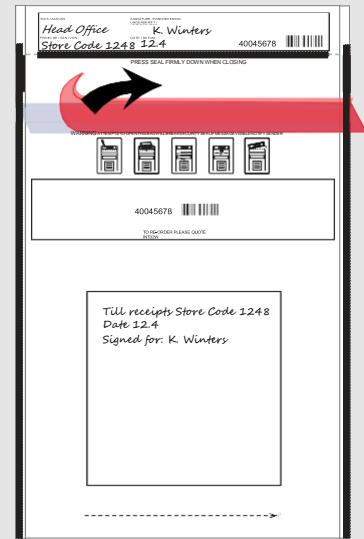 Head Office K. Winters
Store Code 1248 12.4 40045678
PRESS SEAL FIRMLY DOWN WHEN CLOSING
40045678
TO RE-ORDER PLEASE QUOTE
Till receipts Store Code 1248
Date 12.4
Signed for: K. Winters